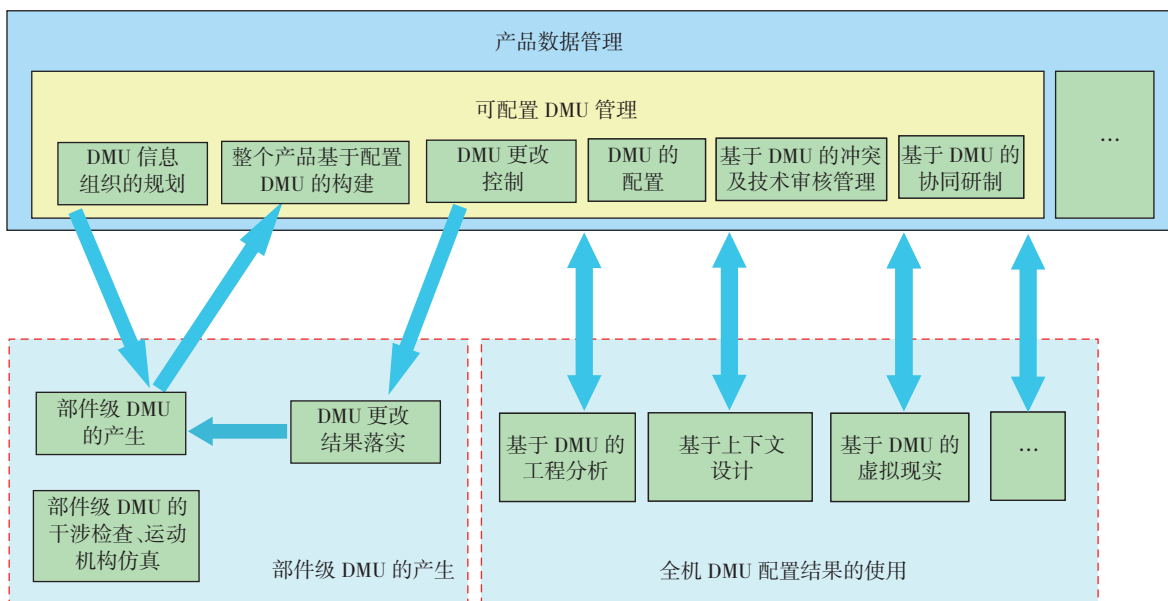 产品数据管理
可配置 DMU 管理
…
DMU 信息
组织的规划
整个产品基于配置
DMU 的构建
DMU 更改
控制
DMU 的
配置
基于 DMU 的冲突
及技术审核管理
基于 DMU 的
协同研制
部件级 DMU
的产生
DMU 更改
结果落实
部件级 DMU 的
干涉检查、运动
机构仿真
部件级 DMU 的产生
基于 DMU 的
工程分析
基于上下文
设计
基于 DMU 的
虚拟现实
…
全机 DMU 配置结果的使用